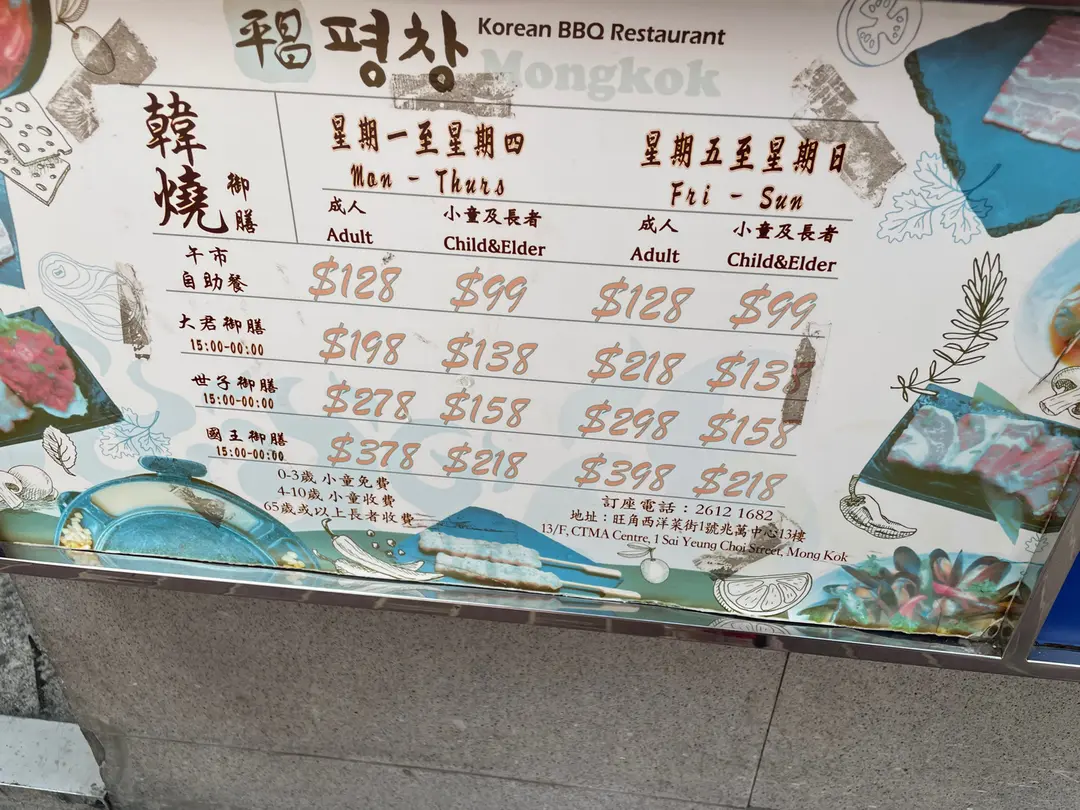 平昌 평창 Korean BBQ Restaurant
Mongkok
韓燒 御膳
星期一至星期四 星期五至星期日
Mon - Thurs Fri - Sun
成人 小童及長者 成人 小童及長者
Adult Child&Elder Adult Child&Elder
午市
自助餐 $128 $99 $128 $99
大君御膳 $198 $138 $218 $138
15:00-00:00
世子御膳 $278 $158 $298 $158
15:00-00:00
國王御膳 $378 $218 $398 $218
15:00-00:00
0-3歲 小童免費
4-10歲 小童收費
65歲或以上長者收費
訂座電話：2612 1682
地址：旺角西洋菜街1號兆萬中心13樓
13/F, CTMA Centre, 1 Sai Yeung Choi Street, Mong Kok